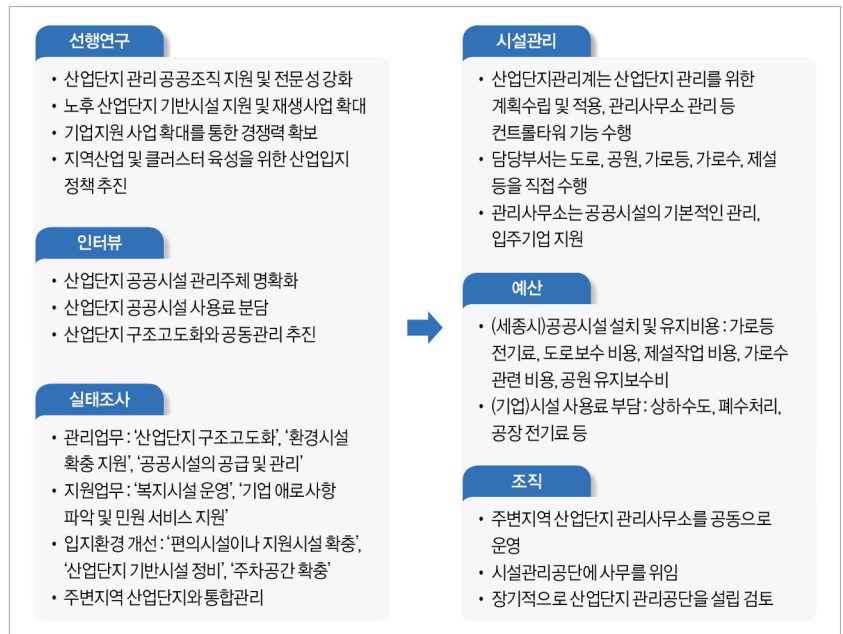 선행연구
• 산업단지 관리 공공조직 지원 및 전문성 강화
• 노후 산업단지 기반시설 지원 및 재생사업 확대
• 기업지원 사업 확대를 통한 경쟁력 확보
• 지역산업 및 클러스터 육성을 위한 산업입지
정책 추진
인터뷰
• 산업단지 공공시설 관리주체 명확화
• 산업단지 공공시설 사용료 분담
• 산업단지 구조고도화와 공동관리 추진
실태조사
• 관리업무 : ‘산업단지 구조고도화’, ‘환경시설
확충 지원’, ‘공공시설의 공급 및 관리’
• 지원업무 : ‘복지시설 운영’, ‘기업 애로사항
파악 및 민원 서비스 지원’
• 입지환경 개선 : ‘편의시설이나 지원시설 확충’,
‘산업단지 기반시설 정비’, ‘주차공간 확충’
• 주변지역 산업단지와 통합관리
시설관리
• 산업단지관리계는 산업단지 관리를 위한
계획수립 및 적용, 관리사무소 관리 등
컨트롤타워 기능 수행
• 담당부서는 도로, 공원, 가로등, 가로수, 제설
등을 직접 수행
• 관리사무소는 공공시설의 기본적인 관리,
입주기업 지원
예산
• (세종시)공공시설 설치 및 유지비용 : 가로등
전기료, 도로보수 비용, 제설작업 비용, 가로수
관련 비용, 공원 유지보수비
• (기업)시설 사용료 부담 : 상하수도, 폐수처리,
공장 전기료 등
조직
• 주변지역 산업단지 관리사무소를 공동으로
운영
• 시설관리공단에 사무를 위임
• 장기적으로 산업단지 관리공단을 설립 검토